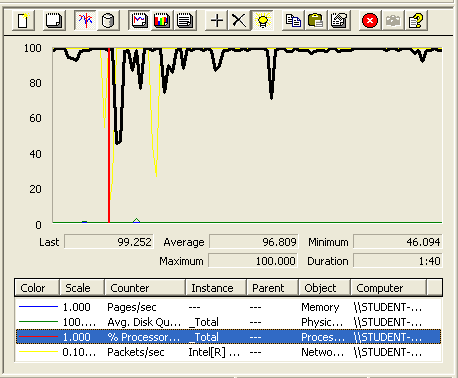 100
80
60
40
20
0
Last 99.252 Average 96.809 Minimum 46.094
Maximum 100.000 Duration 1:40
Color Scale Counter Instance Parent Object Computer
1.000 Pages/sec --- --- Memory \\STUDENT-...
100.... Avg. Disk Qu... _Total --- Physic... \\STUDENT-...
1.000 % Processor... _Total --- Proces... \\STUDENT-...
0.10... Packets/sec Intel[R] ... --- Netwo... \\STUDENT-...